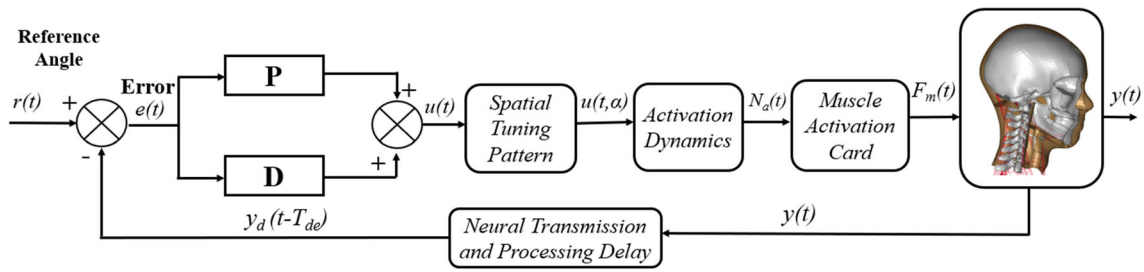 Reference
Angle
r(t)
+
-
Error
e(t)
P
D
+
+
u(t)
Spatial
Tuning
Pattern
u(t,α)
Activation
Dynamics
Na(t)
Muscle
Activation
Card
Fm(t)
y(t)
yd (t-Tde)
Neural Transmission
and Processing Delay
y(t)